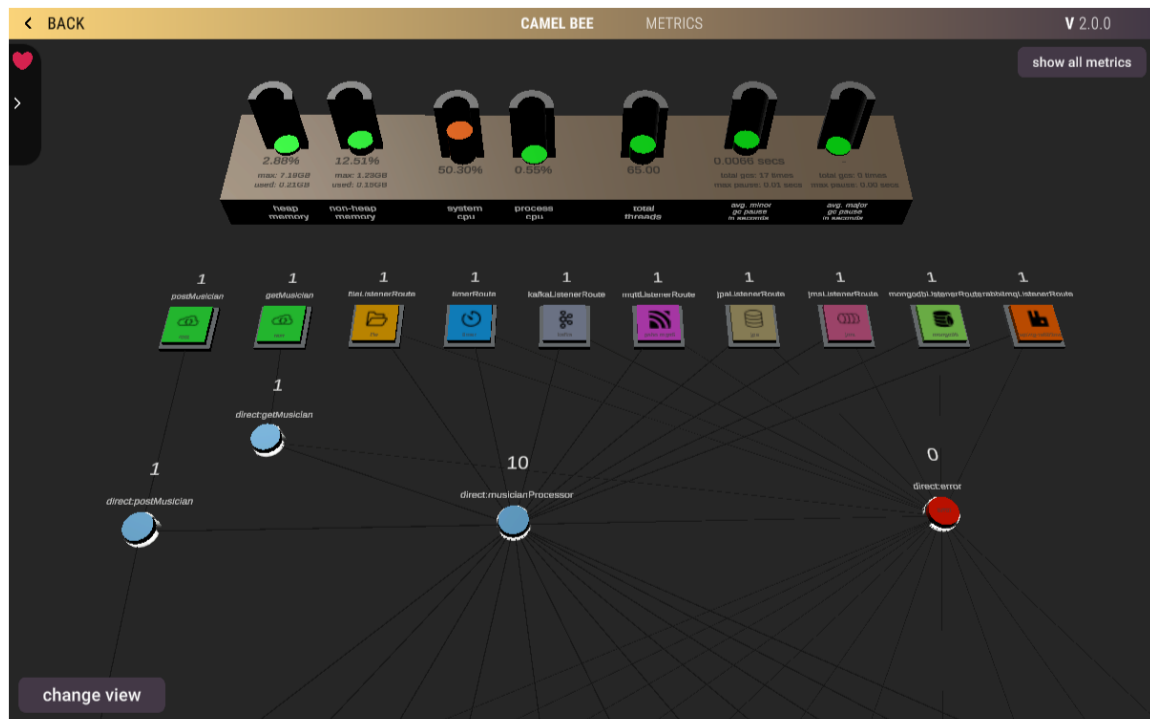 BACK
CAMEL BEE
METRICS
V 2.0.0
show all metrics
2.88%
max: 7.19GB
used: 0.21GB
12.51%
max: 1.23GB
used: 0.15GB
50.30%
0.55%
65.00
0.0066 secs
total gcs: 17 times
max pause: 0.01 secs
-
total gcs: 0 times
max pause: 0.00 secs
heap
memory
non-heap
memory
system
cpu
process
cpu
total
threads
avg. minor
gc pause
in seconds
avg. major
gc pause
in seconds
1 1 1 1 1 1 1 1 1 1
postMusician
getMusician
fileListenerRoute
timerRoute
kafkaListenerRoute
mqttListenerRoute
jpaListenerRoute
jmsListenerRoute
mongodbListenerRoute
rabbitmqListenerRoute
1
direct:getMusician
1
direct:postMusician
10
direct:musicianProcessor
0
direct:error
change view